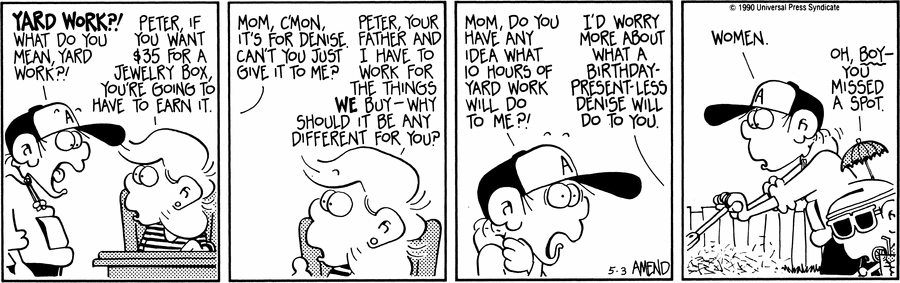 YARD WORK?!
WHAT DO YOU
MEAN, YARD
WORK?!
PETER, IF
YOU WANT
$35 FOR A
JEWELRY BOX,
YOU'RE GOING TO
HAVE TO EARN IT.
MOM, C'MON,
IT'S FOR DENISE.
CAN'T YOU JUST
GIVE IT TO ME?
PETER, YOUR
FATHER AND
I HAVE TO
WORK FOR
THE THINGS
WE BUY - WHY
SHOULD IT BE ANY
DIFFERENT FOR YOU?
MOM, DO YOU
HAVE ANY
IDEA WHAT
10 HOURS OF
YARD WORK
WILL DO
TO ME?!
I'D WORRY
MORE ABOUT
WHAT A
BIRTHDAY-
PRESENT-LESS
DENISE WILL
DO TO YOU.
A
5-3 AMEND
© 1990 Universal Press Syndicate
WOMEN.
A
OH, BOY—
YOU
MISSED
A SPOT.